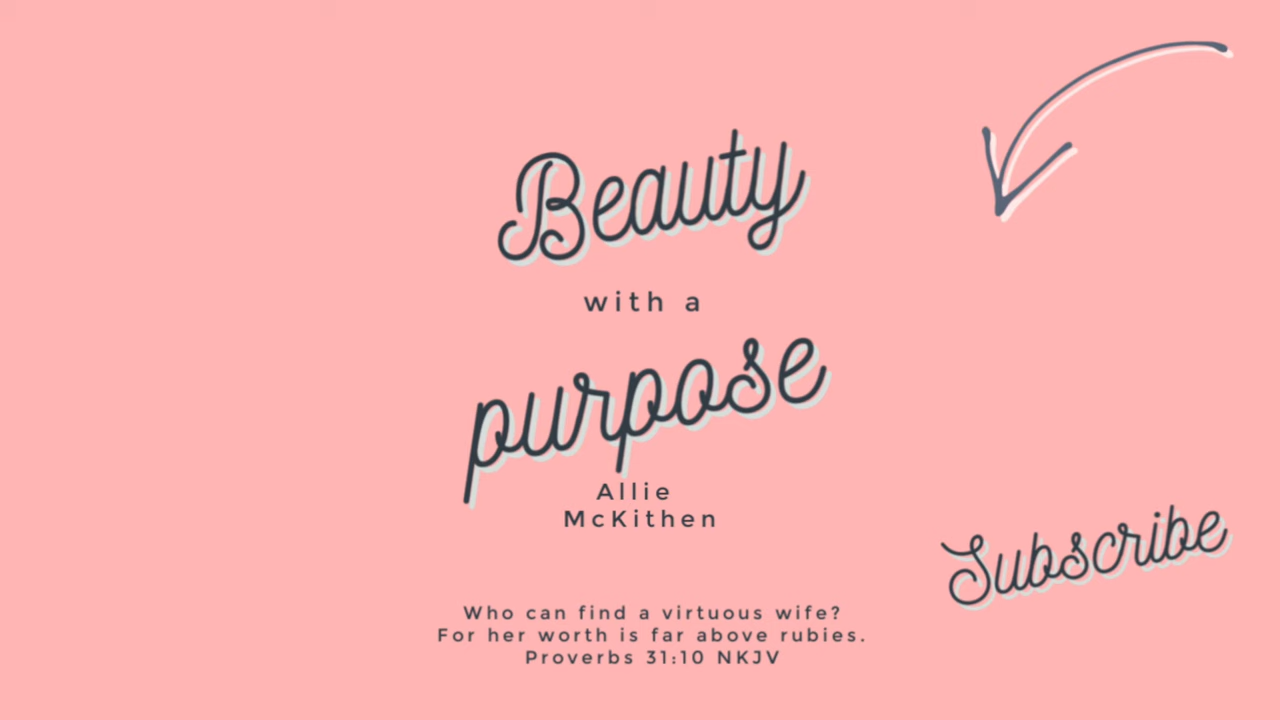 Beauty
with a
purpose
Allie
McKithen
Subscribe
Who can find a virtuous wife?
For her worth is far above rubies.
Proverbs 31:10 NKJV